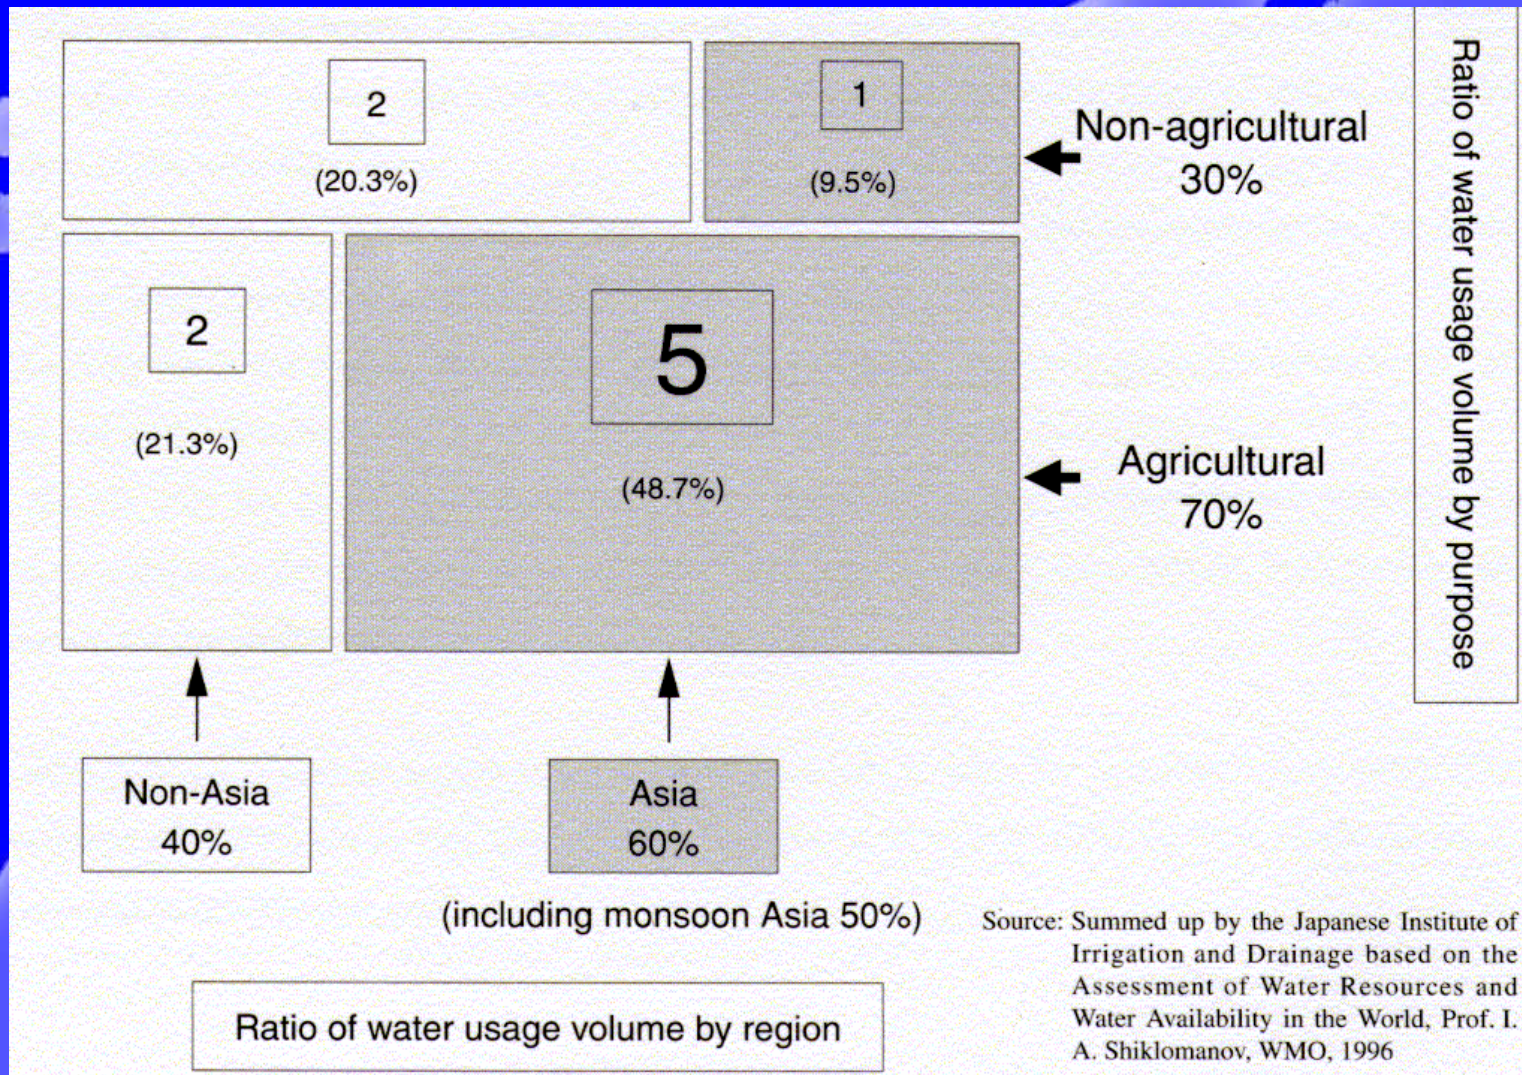 2
(20.3%)
1
(9.5%)
Non-agricultural
30%
2
(21.3%)
5
(48.7%)
Agricultural
70%
Ratio of water usage volume by purpose
Non-Asia
40%
Asia
60%
(including monsoon Asia 50%)
Ratio of water usage volume by region
Source: Summed up by the Japanese Institute of
Irrigation and Drainage based on the
Assessment of Water Resources and
Water Availability in the World, Prof. I.
A. Shiklomanov, WMO, 1996